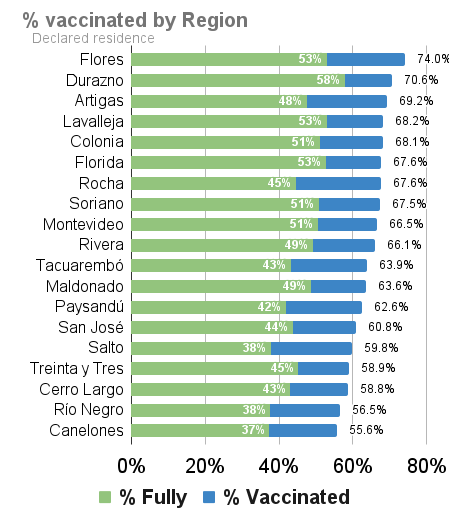 % vaccinated by Region
Declared residence
Flores 53% 74.0%
Durazno 58% 70.6%
Artigas 48% 69.2%
Lavalleja 53% 68.2%
Colonia 51% 68.1%
Florida 53% 67.6%
Rocha 45% 67.6%
Soriano 51% 67.5%
Montevideo 51% 66.5%
Rivera 49% 66.1%
Tacuarembó 43% 63.9%
Maldonado 49% 63.6%
Paysandú 42% 62.6%
San José 44% 60.8%
Salto 38% 59.8%
Treinta y Tres 45% 58.9%
Cerro Largo 43% 58.8%
Río Negro 38% 56.5%
Canelones 37% 55.6%
0% 20% 40% 60% 80%
% Fully % Vaccinated